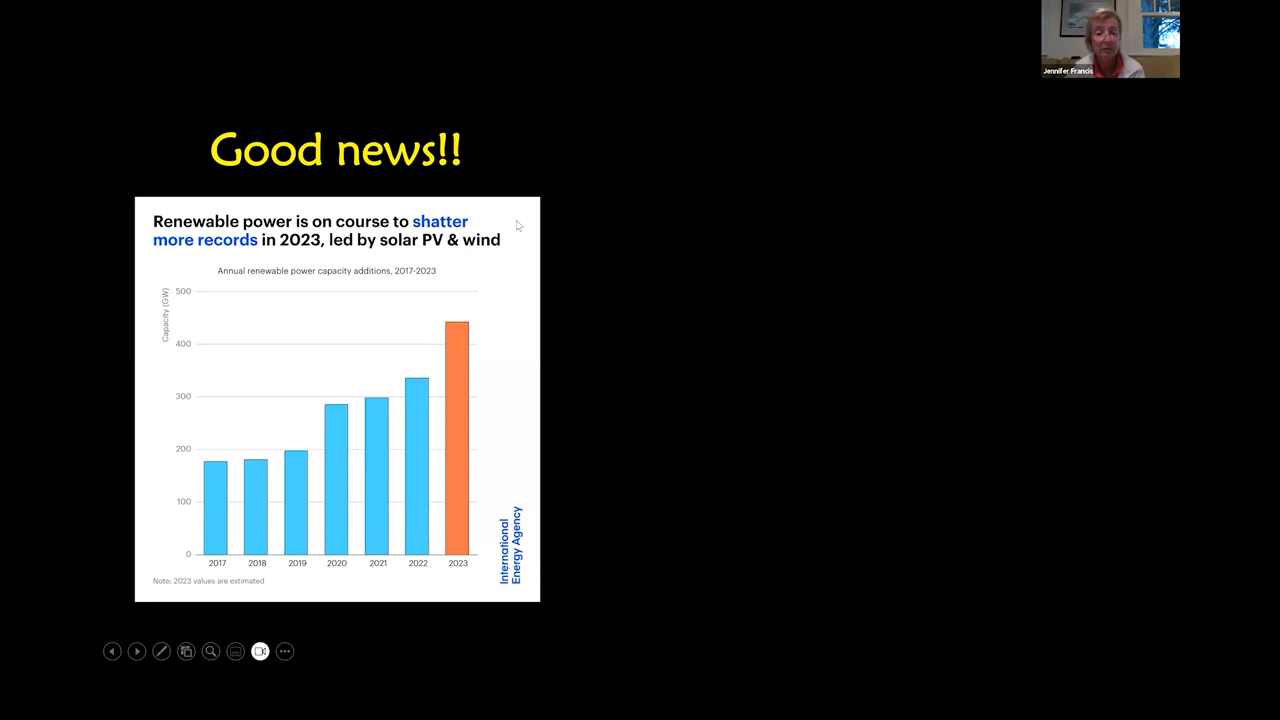 Jennifer Francis
Good news!!
Renewable power is on course to shatter
more records in 2023, led by solar PV & wind
Annual renewable power capacity additions, 2017-2023
Capacity (GW)
500
400
300
200
100
0
2017 2018 2019 2020 2021 2022 2023
Note: 2023 values are estimated
International
Energy Agency